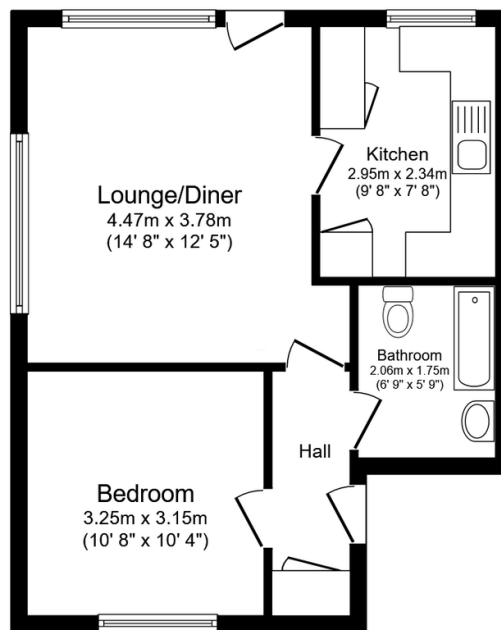 Lounge/Diner
4.47m x 3.78m
(14' 8" x 12' 5")
Kitchen
2.95m x 2.34m
(9' 8" x 7' 8")
Bathroom
2.06m x 1.75m
(6' 9" x 5' 9")
Hall
Bedroom
3.25m x 3.15m
(10' 8" x 10' 4")